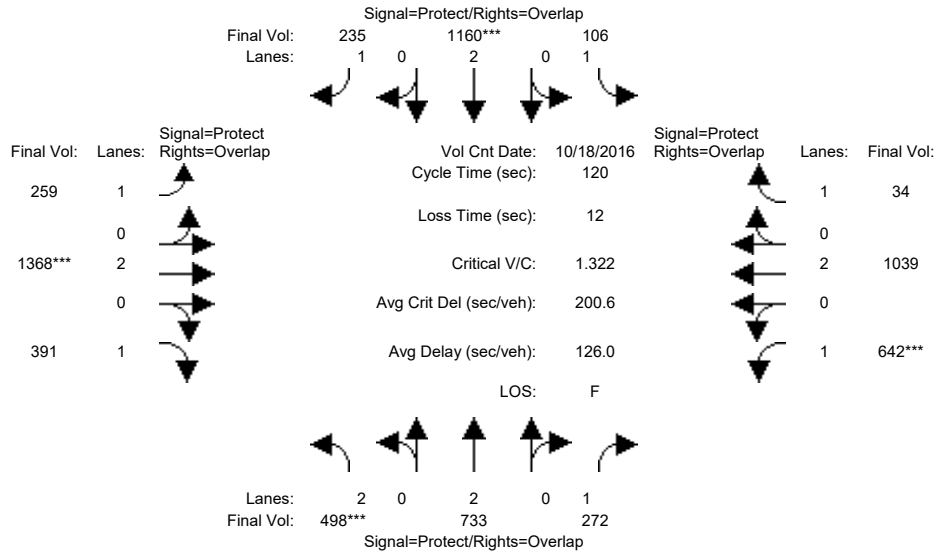 Signal=Protect/Rights=Overlap
Final Vol: 235 1160*** 106
Lanes: 1 0 2 0 1
Signal=Protect Signal=Protect
Final Vol: Lanes: Rights=Overlap Vol Cnt Date: 10/18/2016 Rights=Overlap Lanes: Final Vol:
Cycle Time (sec): 120
259 1 1 34
Loss Time (sec): 12
0 0
1368*** 2 Critical V/C: 1.322 2 1039
0 Avg Crit Del (sec/veh): 200.6 0
391 1 Avg Delay (sec/veh): 126.0 1 642***
LOS: F
Lanes: 2 0 2 0 1
Final Vol: 498*** 733 272
Signal=Protect/Rights=Overlap